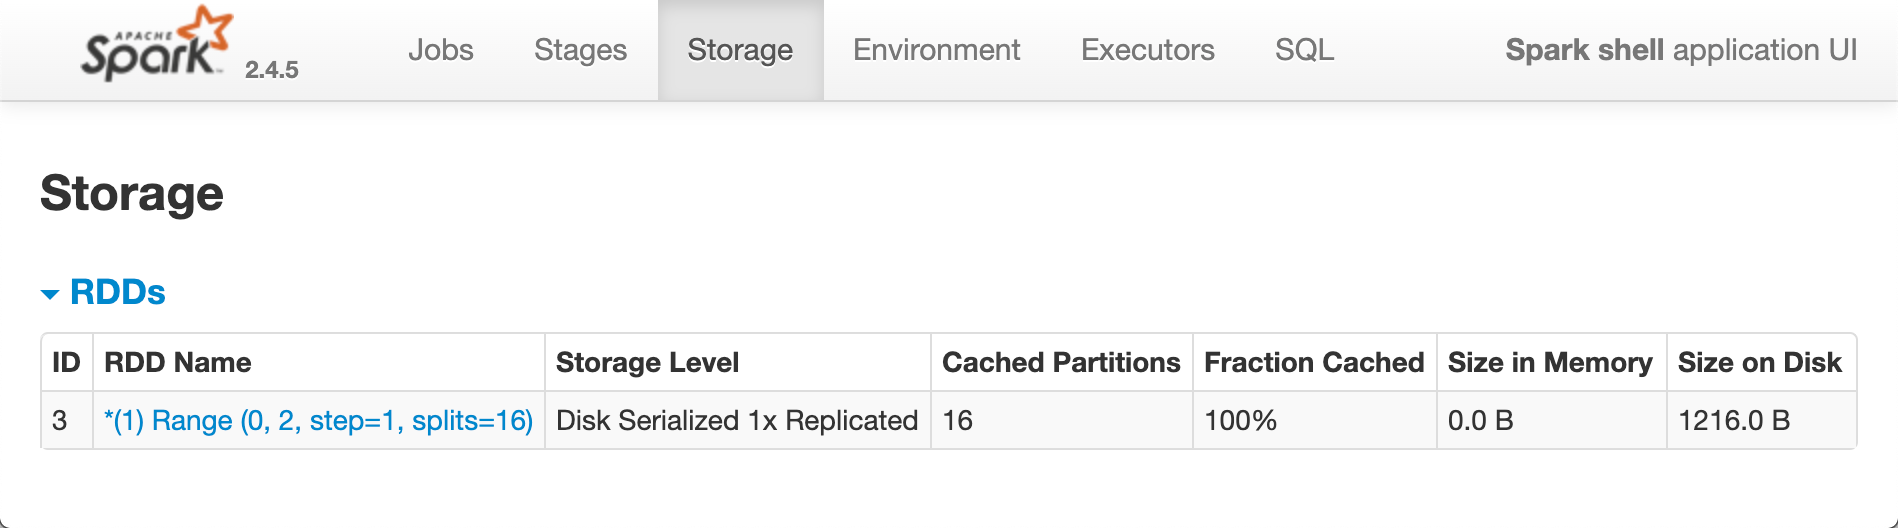 APACHE
Spark™ 2.4.5 Jobs Stages Storage Environment Executors SQL Spark shell application UI
Storage
RDDs
ID RDD Name Storage Level Cached Partitions Fraction Cached Size in Memory Size on Disk
3 *(1) Range (0, 2, step=1, splits=16) Disk Serialized 1x Replicated 16 100% 0.0 B 1216.0 B